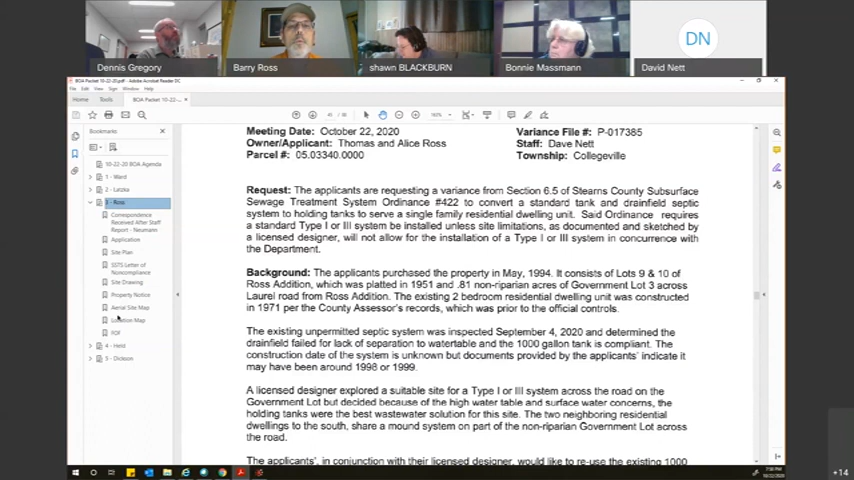 Dennis Gregory
Barry Ross
shawn BLACKBURN
Bonnie Massmann
DN
David Nett
BOA Packet 10-22-20.pdf - Adobe Acrobat Reader DC
File Edit View Sign Window Help
Home Tools BOA Packet 10-22-...
Bookmarks
10-22-20 BOA Agenda
1 - Ward
2 - Latzka
3 - Ross
Correspondence
Received After Staff
Report - Neumann
Application
Site Plan
SSTS Letter of
Noncompliance
Site Drawing
Property Notice
Aerial Site Map
Location Map
FOF
4 - Held
5 - Dickson
Meeting Date: October 22, 2020
Owner/Applicant: Thomas and Alice Ross
Parcel #: 05.03340.0000
Variance File #: P-017385
Staff: Dave Nett
Township: Collegeville
Request: The applicants are requesting a variance from Section 6.5 of Stearns County Subsurface
Sewage Treatment System Ordinance #422 to convert a standard tank and drainfield septic
system to holding tanks to serve a single family residential dwelling unit. Said Ordinance requires
a standard Type I or III system be installed unless site limitations, as documented and sketched by
a licensed designer, will not allow for the installation of a Type I or III system in concurrence with
the Department.
Background: The applicants purchased the property in May, 1994. It consists of Lots 9 & 10 of
Ross Addition, which was platted in 1951 and .81 non-riparian acres of Government Lot 3 across
Laurel road from Ross Addition. The existing 2 bedroom residential dwelling unit was constructed
in 1971 per the County Assessor's records, which was prior to the official controls.
The existing unpermitted septic system was inspected September 4, 2020 and determined the
drainfield failed for lack of separation to watertable and the 1000 gallon tank is compliant. The
construction date of the system is unknown but documents provided by the applicants' indicate it
may have been around 1998 or 1999.
A licensed designer explored a suitable site for a Type I or III system across the road on the
Government Lot but decided because of the high water table and surface water concerns, the
holding tanks were the best wastewater solution for this site. The two neighboring residential
dwellings to the south, share a mound system on part of the non-riparian Government Lot across
the road.
The applicants', in conjunction with their licensed designer, would like to re-use the existing 1000
+14